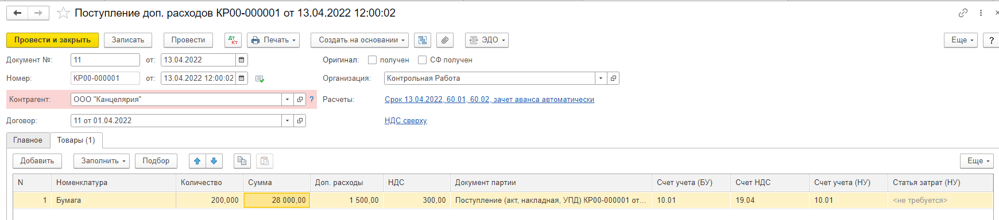 Поступление доп. расходов КР00-000001 от 13.04.2022 12:00:02
Провести и закрыть Записать Провести Дт Кт Печать Создать на основании ЭДО Еще ?
Документ №: 11 от: 13.04.2022 Оригинал: получен СФ получен
Номер: КР00-000001 от: 13.04.2022 12:00:02 Организация: Контрольная Работа
Контрагент: ООО "Канцелярия" ? Расчеты: Срок 13.04.2022, 60.01, 60.02, зачет аванса автоматически
Договор: 11 от 01.04.2022 НДС сверху
Главное Товары (1)
Добавить Заполнить Подбор Еще
N Номенклатура Количество Сумма Доп. расходы НДС Документ партии Счет учета (БУ) Счет НДС Счет учета (НУ) Статья затрат (НУ)
1 Бумага 200,000 28 000,00 1 500,00 300,00 Поступление (акт, накладная, УПД) КР00-000001 от... 10.01 19.04 10.01 <не требуется>